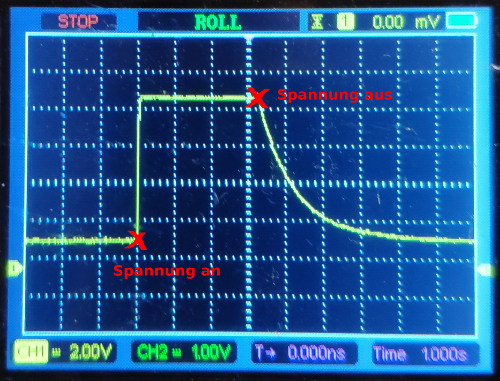 STOP ROLL 1 0.00 mV
Spannung aus
Spannung an
CH1 2.00V CH2 1.00V T→ 0.000ns Time 1.000s